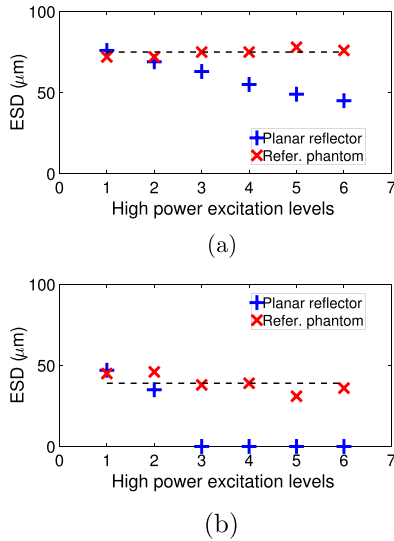 100
50
0
ESD (μm)
Planar reflector
Refer. phantom
0 1 2 3 4 5 6 7
High power excitation levels
(a)
100
50
0
ESD (μm)
Planar reflector
Refer. phantom
0 1 2 3 4 5 6 7
High power excitation levels
(b)